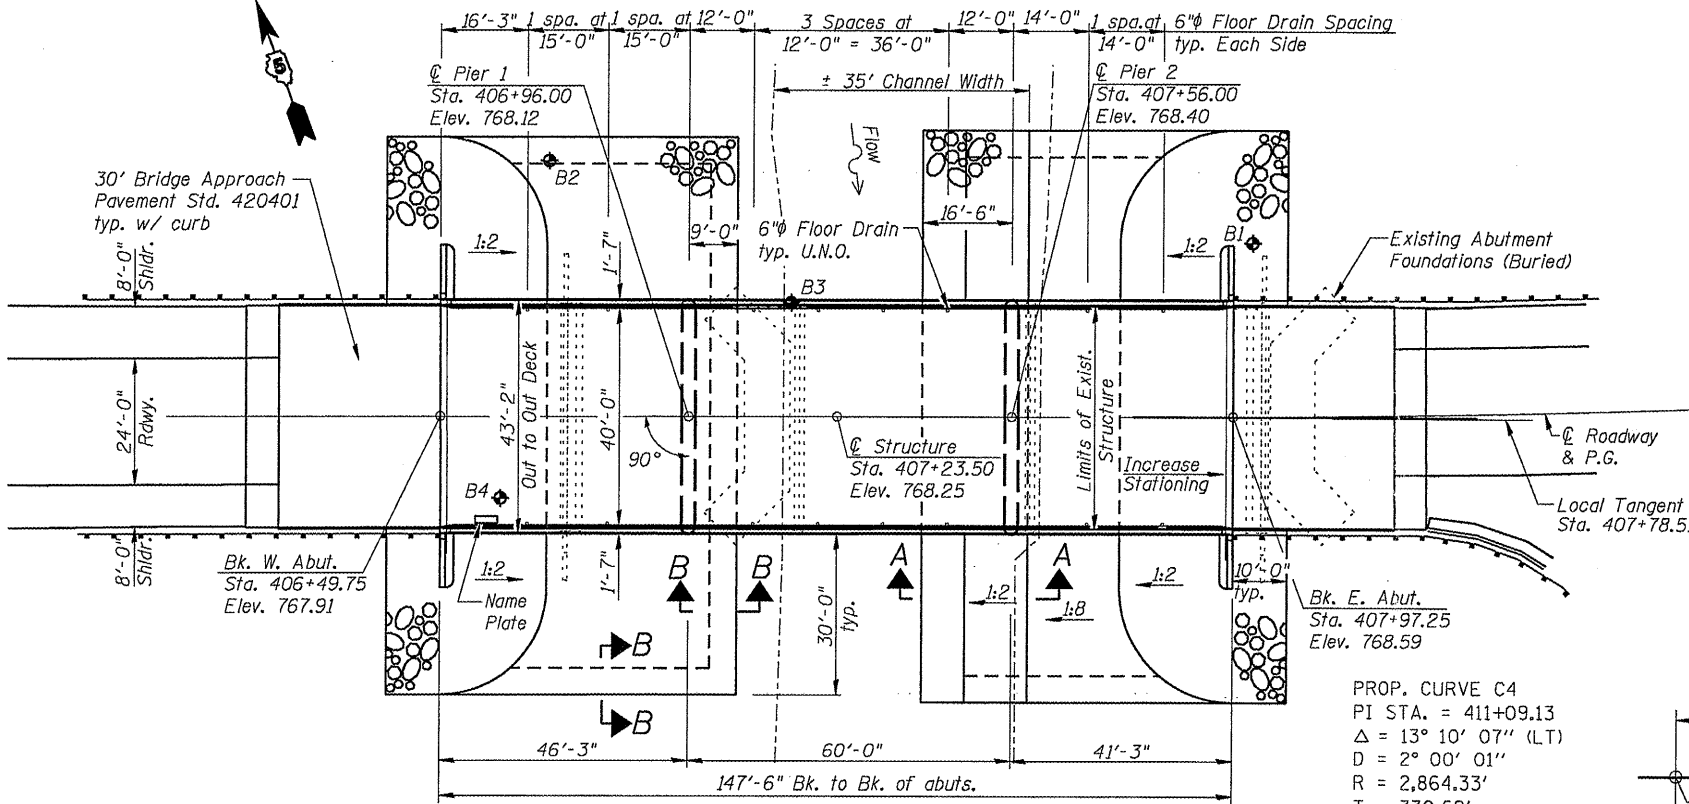 16'-3"
1 spa. at
15'-0"
1 spa. at
15'-0"
12'-0"
3 Spaces at
12'-0" = 36'-0"
12'-0"
14'-0"
1 spa. at
14'-0"
6"ϕ Floor Drain Spacing
typ. Each Side
5
℄ Pier 1
Sta. 406+96.00
Elev. 768.12
± 35' Channel Width
℄ Pier 2
Sta. 407+56.00
Elev. 768.40
Flow
B2
30' Bridge Approach
Pavement Std. 420401
typ. w/ curb
9'-0"
16'-6"
6"ϕ Floor Drain
typ. U.N.O.
1:2
1'-7"
1:2
B1
Existing Abutment
Foundations (Buried)
8'-0"
Shldr.
B3
24'-0"
Rdwy.
43'-2"
Out to Out Deck
40'-0"
90°
℄ Structure
Sta. 407+23.50
Elev. 768.25
Limits of Exist.
Structure
Increase
Stationing
℄ Roadway
& P.G.
Local Tangent
B4
8'-0"
Shldr.
Bk. W. Abut.
Sta. 406+49.75
Elev. 767.91
1:2
Name
Plate
1'-7"
B
B
A
A
1:2
1:8
1:2
10'-0"
typ.
Bk. E. Abut.
Sta. 407+97.25
Elev. 768.59
30'-0"
typ.
B
B
46'-3"
60'-0"
41'-3"
147'-6" Bk. to Bk. of abuts.
PROP. CURVE C4
PI STA. = 411+09.13
Δ = 13° 10' 07" (LT)
D = 2° 00' 01"
R = 2,864.33'